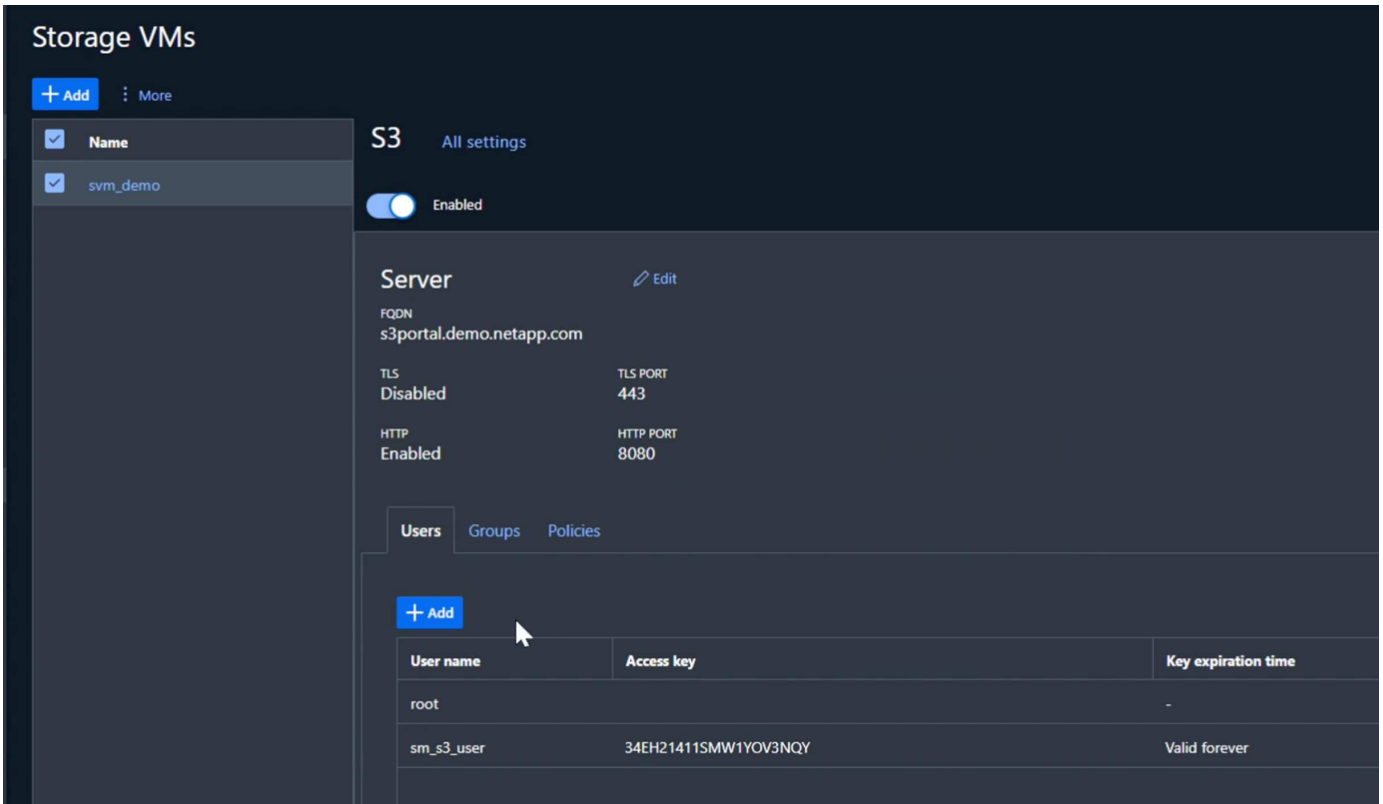 Storage VMs
+ Add ⋮ More
Name
svm_demo
S3 All settings
Enabled
Server Edit
FQDN
s3portal.demo.netapp.com
TLS TLS PORT
Disabled 443
HTTP HTTP PORT
Enabled 8080
Users Groups Policies
+ Add
User name Access key Key expiration time
root -
sm_s3_user 34EH21411SMW1YOV3NQY Valid forever